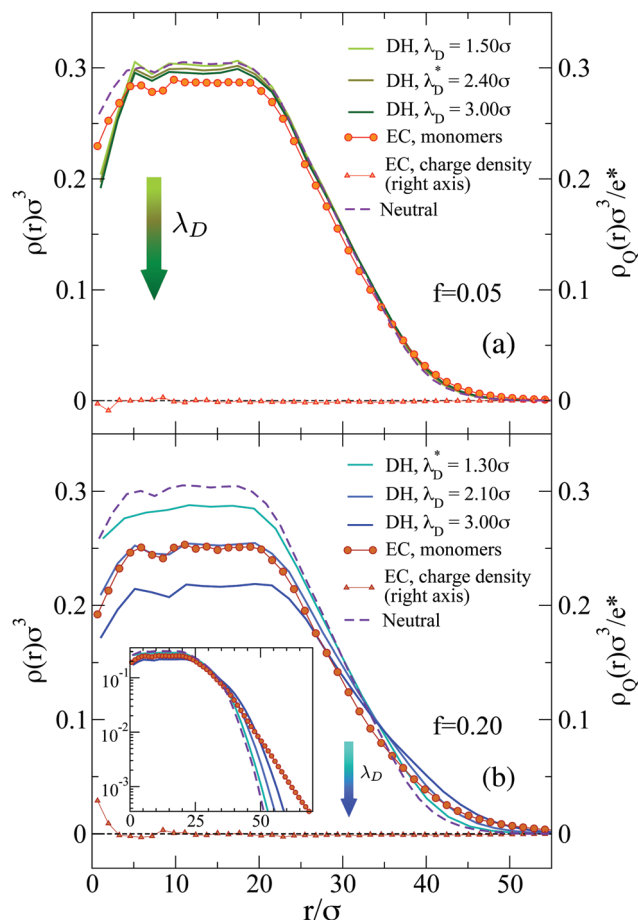 (a)
DH, λ_D = 1.50σ
DH, λ_D^* = 2.40σ
DH, λ_D = 3.00σ
EC, monomers
EC, charge density
(right axis)
Neutral
λ_D
f=0.05
0.3
0.2
0.1
0
ρ(r)σ³
0.3
0.2
0.1
0
ρ_Q(r)σ³/e*
(b)
DH, λ_D^* = 1.30σ
DH, λ_D = 2.10σ
DH, λ_D = 3.00σ
EC, monomers
EC, charge density
(right axis)
Neutral
f=0.20
λ_D
0.3
0.2
0.1
0
ρ(r)σ³
0.3
0.2
0.1
0
ρ_Q(r)σ³/e*
10⁻¹
10⁻²
10⁻³
0 25 50
0 10 20 30 40 50
r/σ